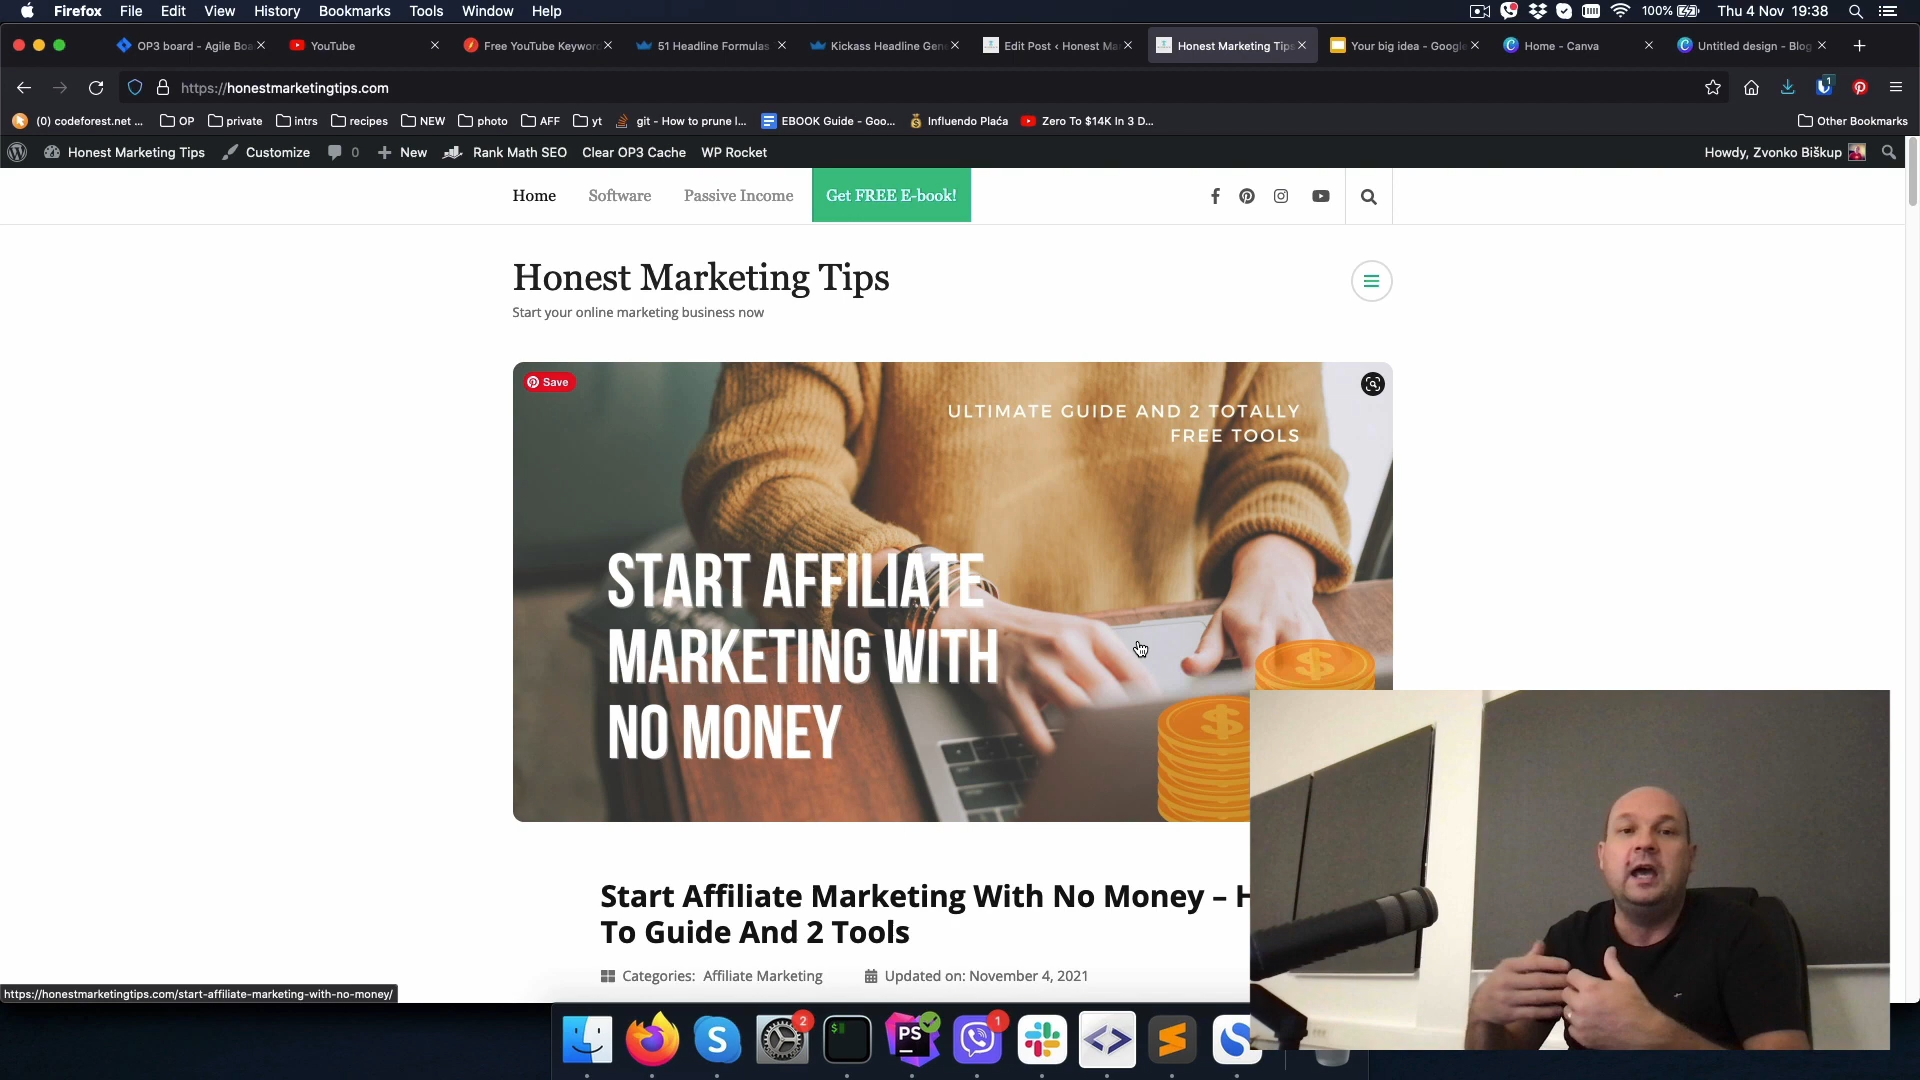 Firefox File Edit View History Bookmarks Tools Window Help 100% Thu 4 Nov 19:38
OP3 board - Agile Boa YouTube Free YouTube Keyword 51 Headline Formulas Kickass Headline Gen Edit Post ‹ Honest Ma Honest Marketing Tips Your big idea - Google Home - Canva Untitled design - Blog
https://honestmarketingtips.com 1
(0) codeforest.net ... OP private intrs recipes NEW photo AFF yt git - How to prune l... EBOOK Guide - Goo... Influendo Plaća Zero To $14K In 3 D... Other Bookmarks
Honest Marketing Tips Customize 0 New Rank Math SEO Clear OP3 Cache WP Rocket Howdy, Zvonko Biškup
Home Software Passive Income Get FREE E-book!
Honest Marketing Tips
Start your online marketing business now
Save
ULTIMATE GUIDE AND 2 TOTALLY
FREE TOOLS
START AFFILIATE
MARKETING WITH
NO MONEY
Start Affiliate Marketing With No Money – H
To Guide And 2 Tools
Categories: Affiliate Marketing Updated on: November 4, 2021
https://honestmarketingtips.com/start-affiliate-marketing-with-no-money/
2 PS 1